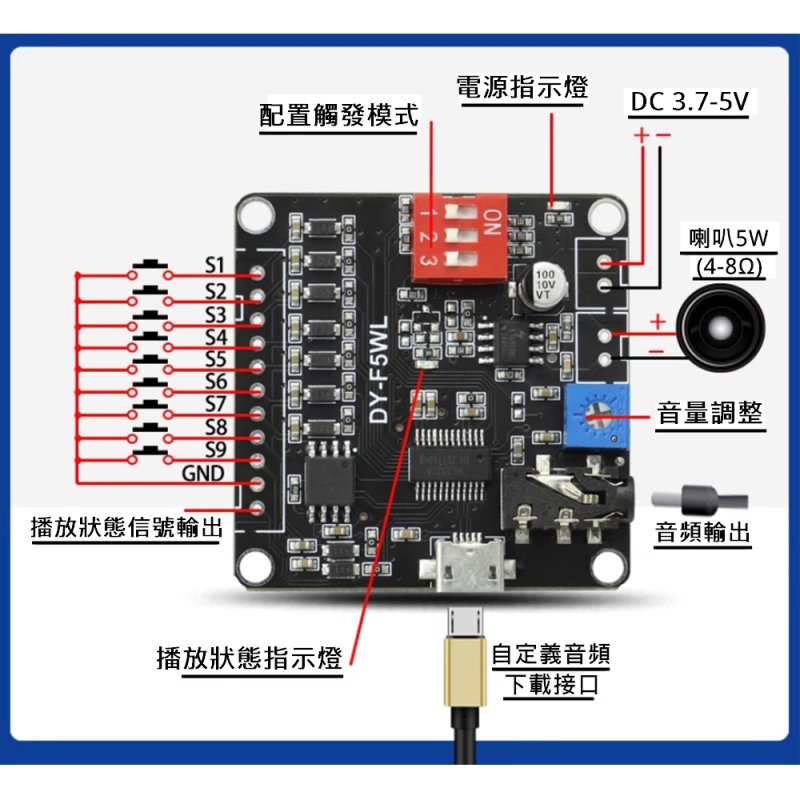 電源指示燈
配置觸發模式
DC 3.7-5V
+ −
ON
1
2
3
喇叭5W
(4-8Ω)
100
10V
VT
+
−
S1
S2
S3
S4
S5
S6
S7
S8
S9
GND
DY-F5WL
音量調整
播放狀態信號輸出
音頻輸出
播放狀態指示燈
自定義音頻
下載接口